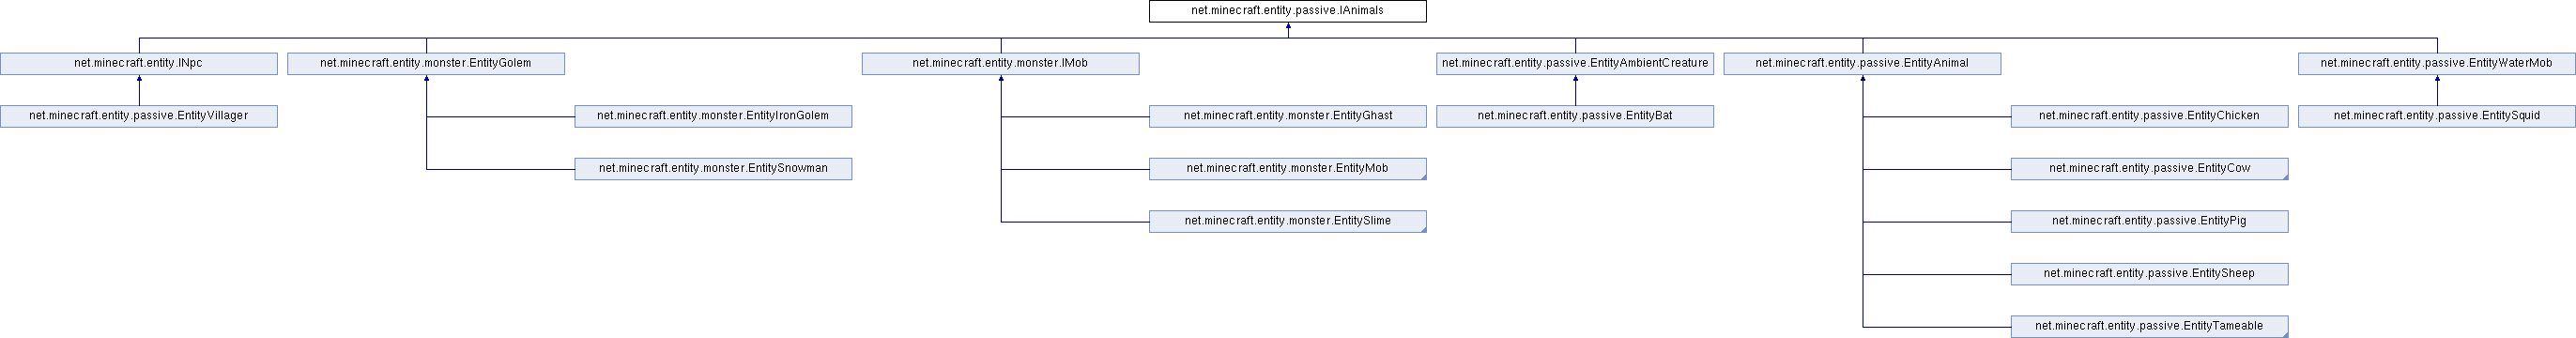 net.minecraft.entity.passive.IAnimals
net.minecraft.entity.INpc
net.minecraft.entity.monster.EntityGolem
net.minecraft.entity.monster.IMob
net.minecraft.entity.passive.EntityAmbientCreature
net.minecraft.entity.passive.EntityAnimal
net.minecraft.entity.passive.EntityWaterMob
net.minecraft.entity.passive.EntityVillager
net.minecraft.entity.monster.EntityIronGolem
net.minecraft.entity.monster.EntityGhast
net.minecraft.entity.passive.EntityBat
net.minecraft.entity.passive.EntityChicken
net.minecraft.entity.passive.EntitySquid
net.minecraft.entity.monster.EntitySnowman
net.minecraft.entity.monster.EntityMob
net.minecraft.entity.passive.EntityCow
net.minecraft.entity.monster.EntitySlime
net.minecraft.entity.passive.EntityPig
net.minecraft.entity.passive.EntitySheep
net.minecraft.entity.passive.EntityTameable